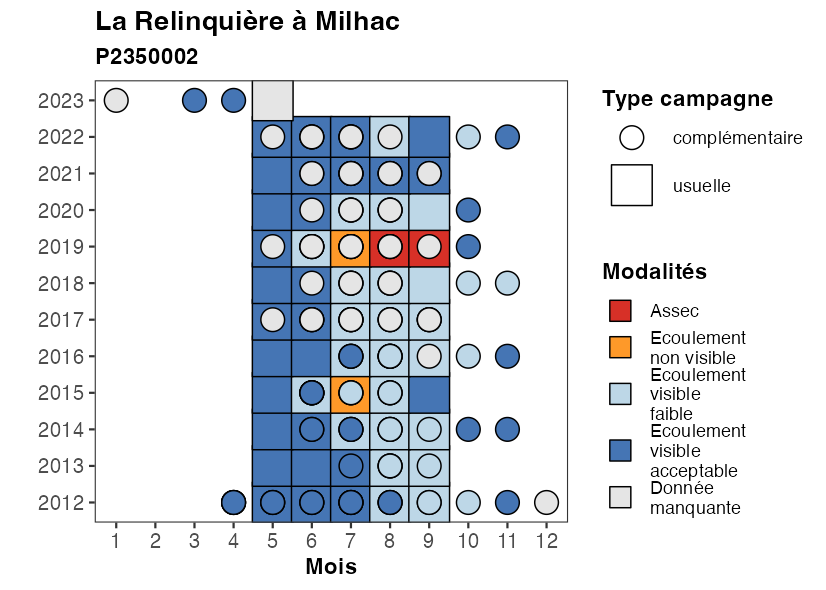 La Relinquière à Milhac
P2350002
2023
2022
2021
2020
2019
2018
2017
2016
2015
2014
2013
2012
1 2 3 4 5 6 7 8 9 10 11 12
Mois
Type campagne
complémentaire
usuelle
Modalités
Assec
Ecoulement
non visible
Ecoulement
visible
faible
Ecoulement
visible
acceptable
Donnée
manquante